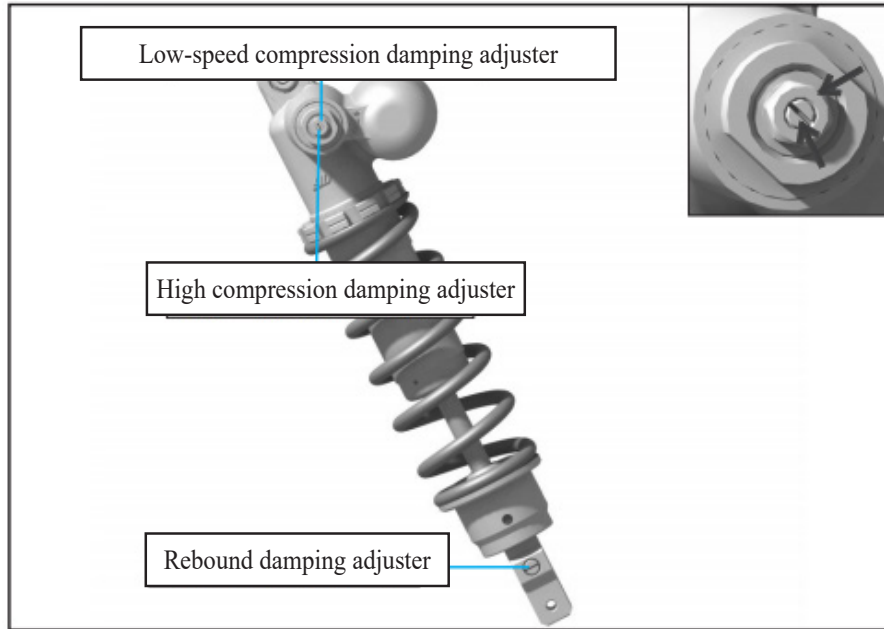 Low-speed compression damping adjuster
High compression damping adjuster
Rebound damping adjuster